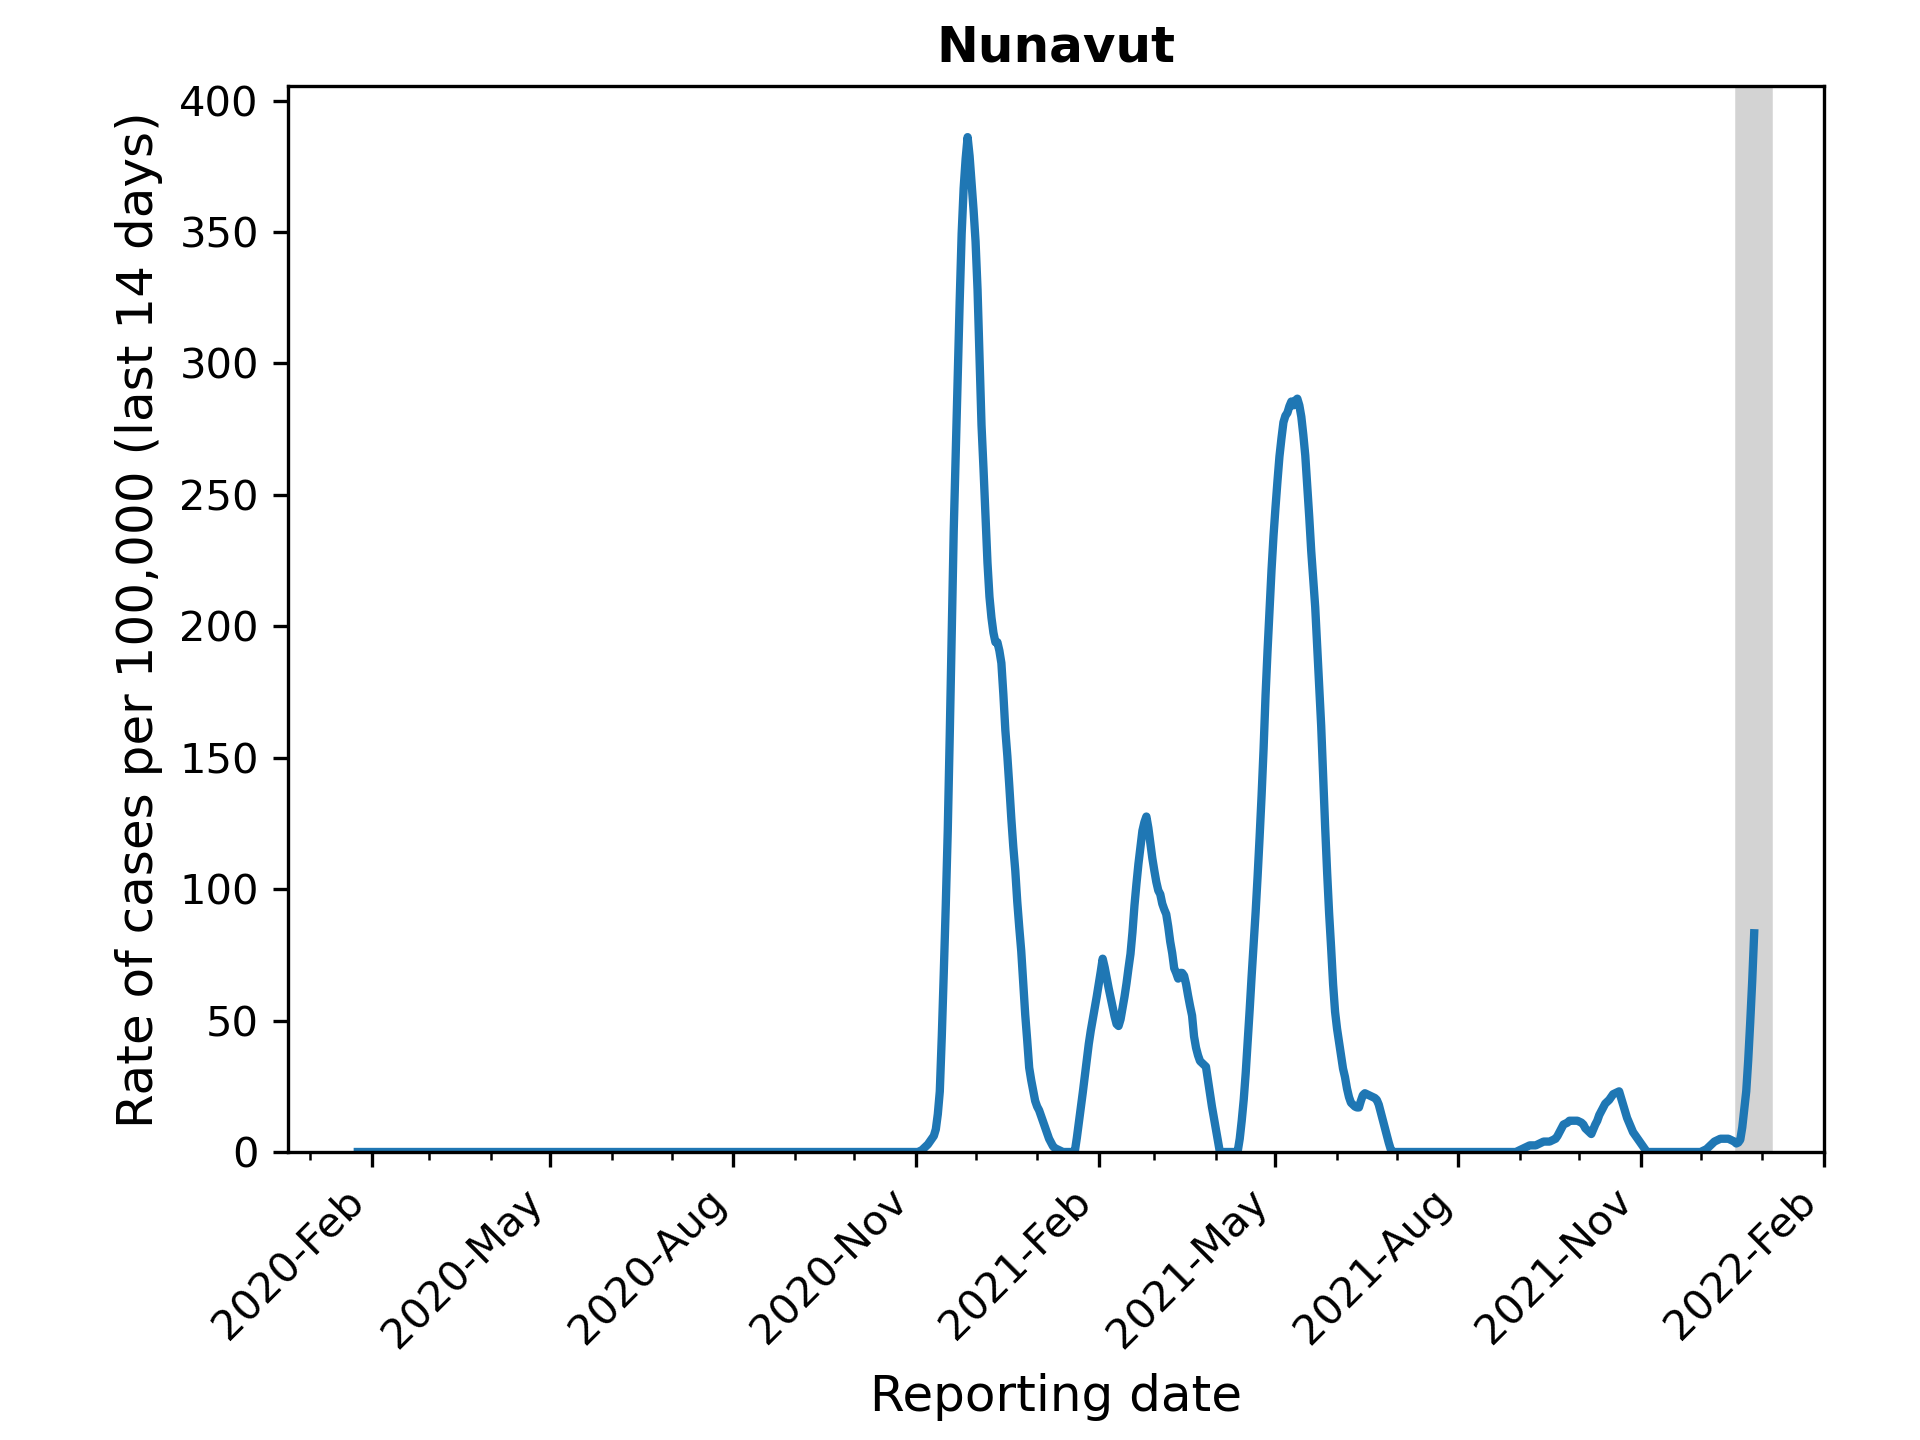 Nunavut
Rate of cases per 100,000 (last 14 days)
400
350
300
250
200
150
100
50
0
2020-Feb
2020-May
2020-Aug
2020-Nov
2021-Feb
2021-May
2021-Aug
2021-Nov
2022-Feb
Reporting date